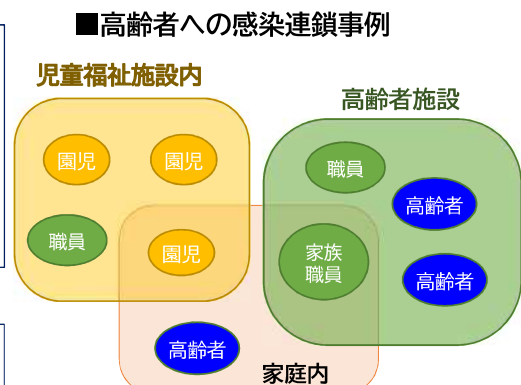 ■高齢者への感染連鎖事例
児童福祉施設内
高齢者施設
園児
園児
職員
高齢者
職員
園児
家族
職員
高齢者
高齢者
家庭内